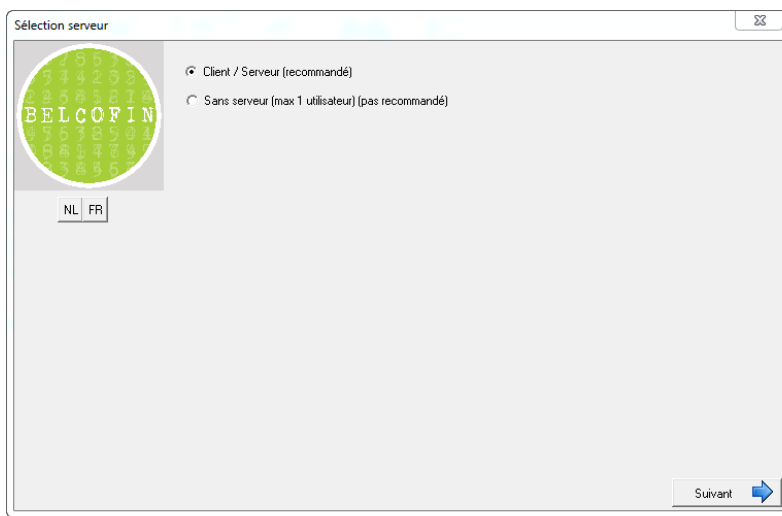 Sélection serveur
BELCOFIN
Client / Serveur (recommandé)
Sans serveur (max 1 utilisateur) (pas recommandé)
NL FR
Suivant